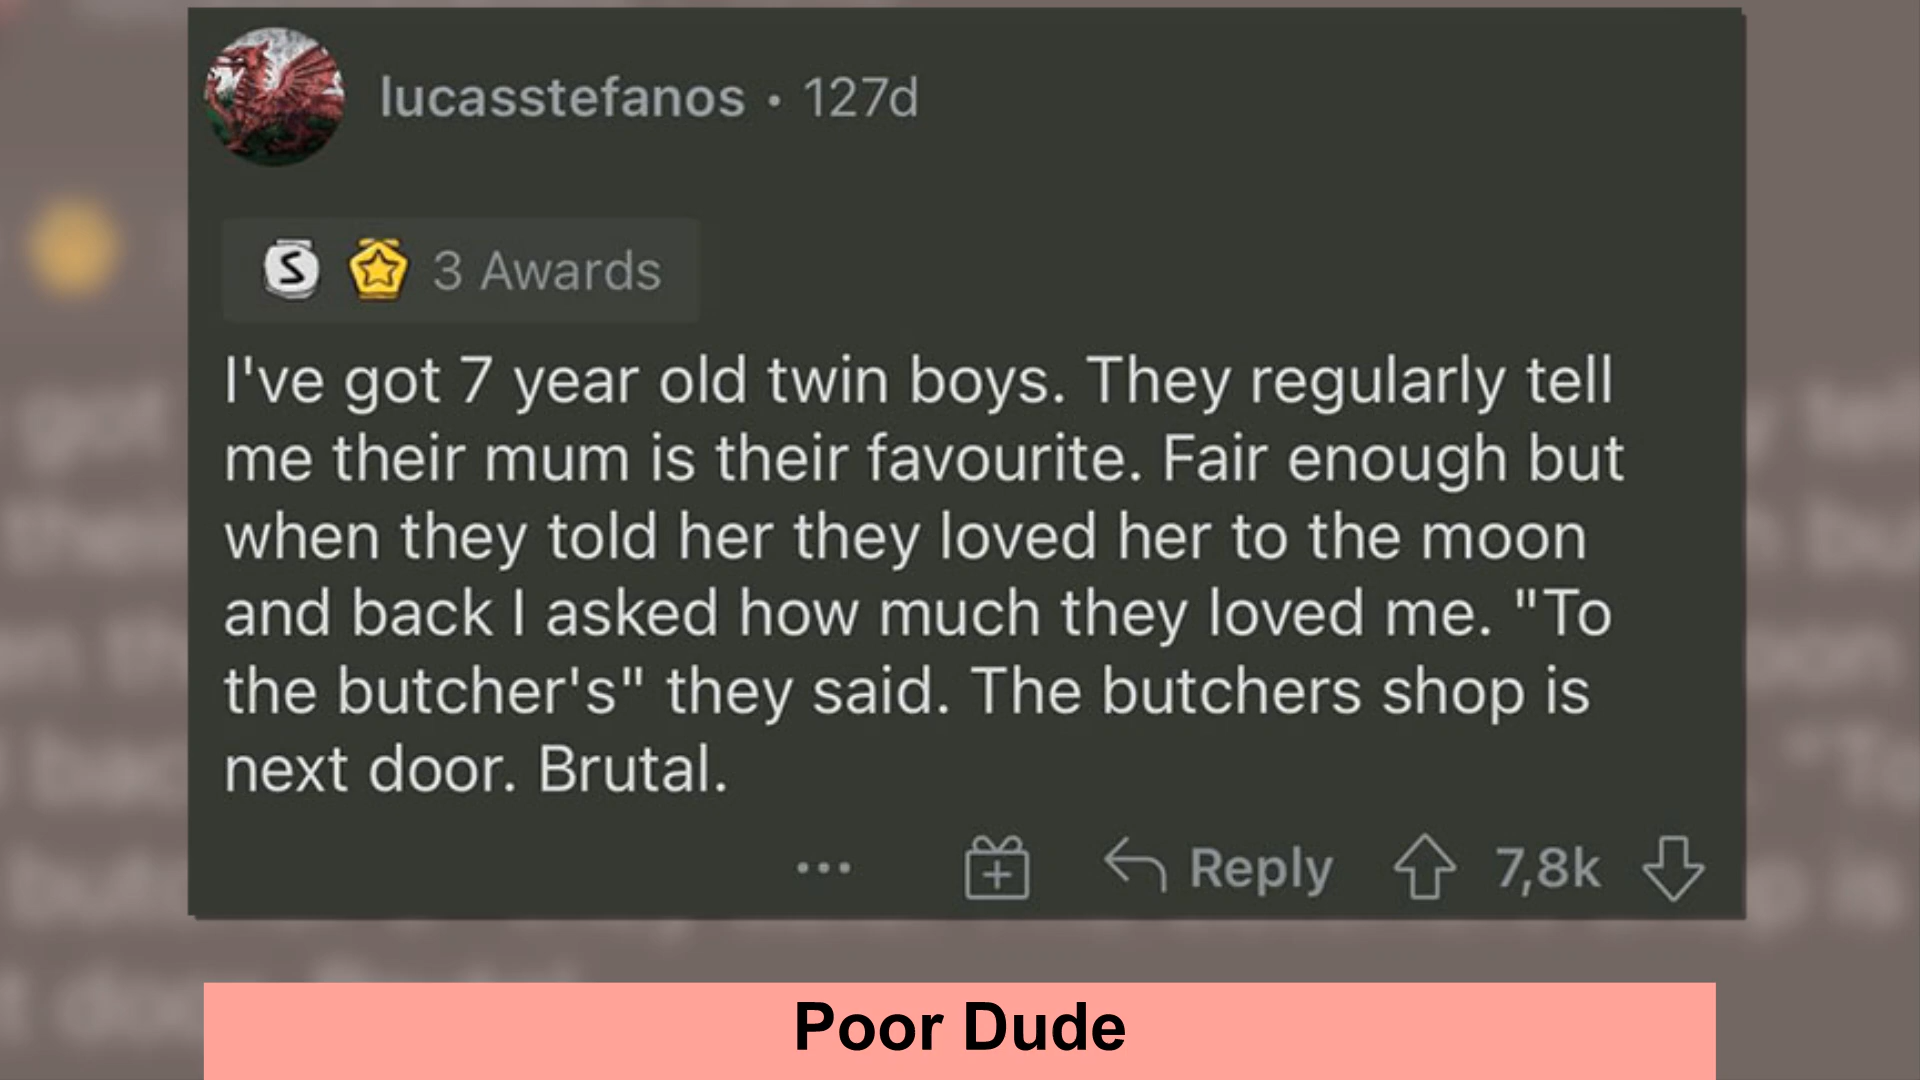 lucasstefanos • 127d
S 3 Awards
I've got 7 year old twin boys. They regularly tell
me their mum is their favourite. Fair enough but
when they told her they loved her to the moon
and back I asked how much they loved me. "To
the butcher's" they said. The butchers shop is
next door. Brutal.
... Reply 7,8k
Poor Dude